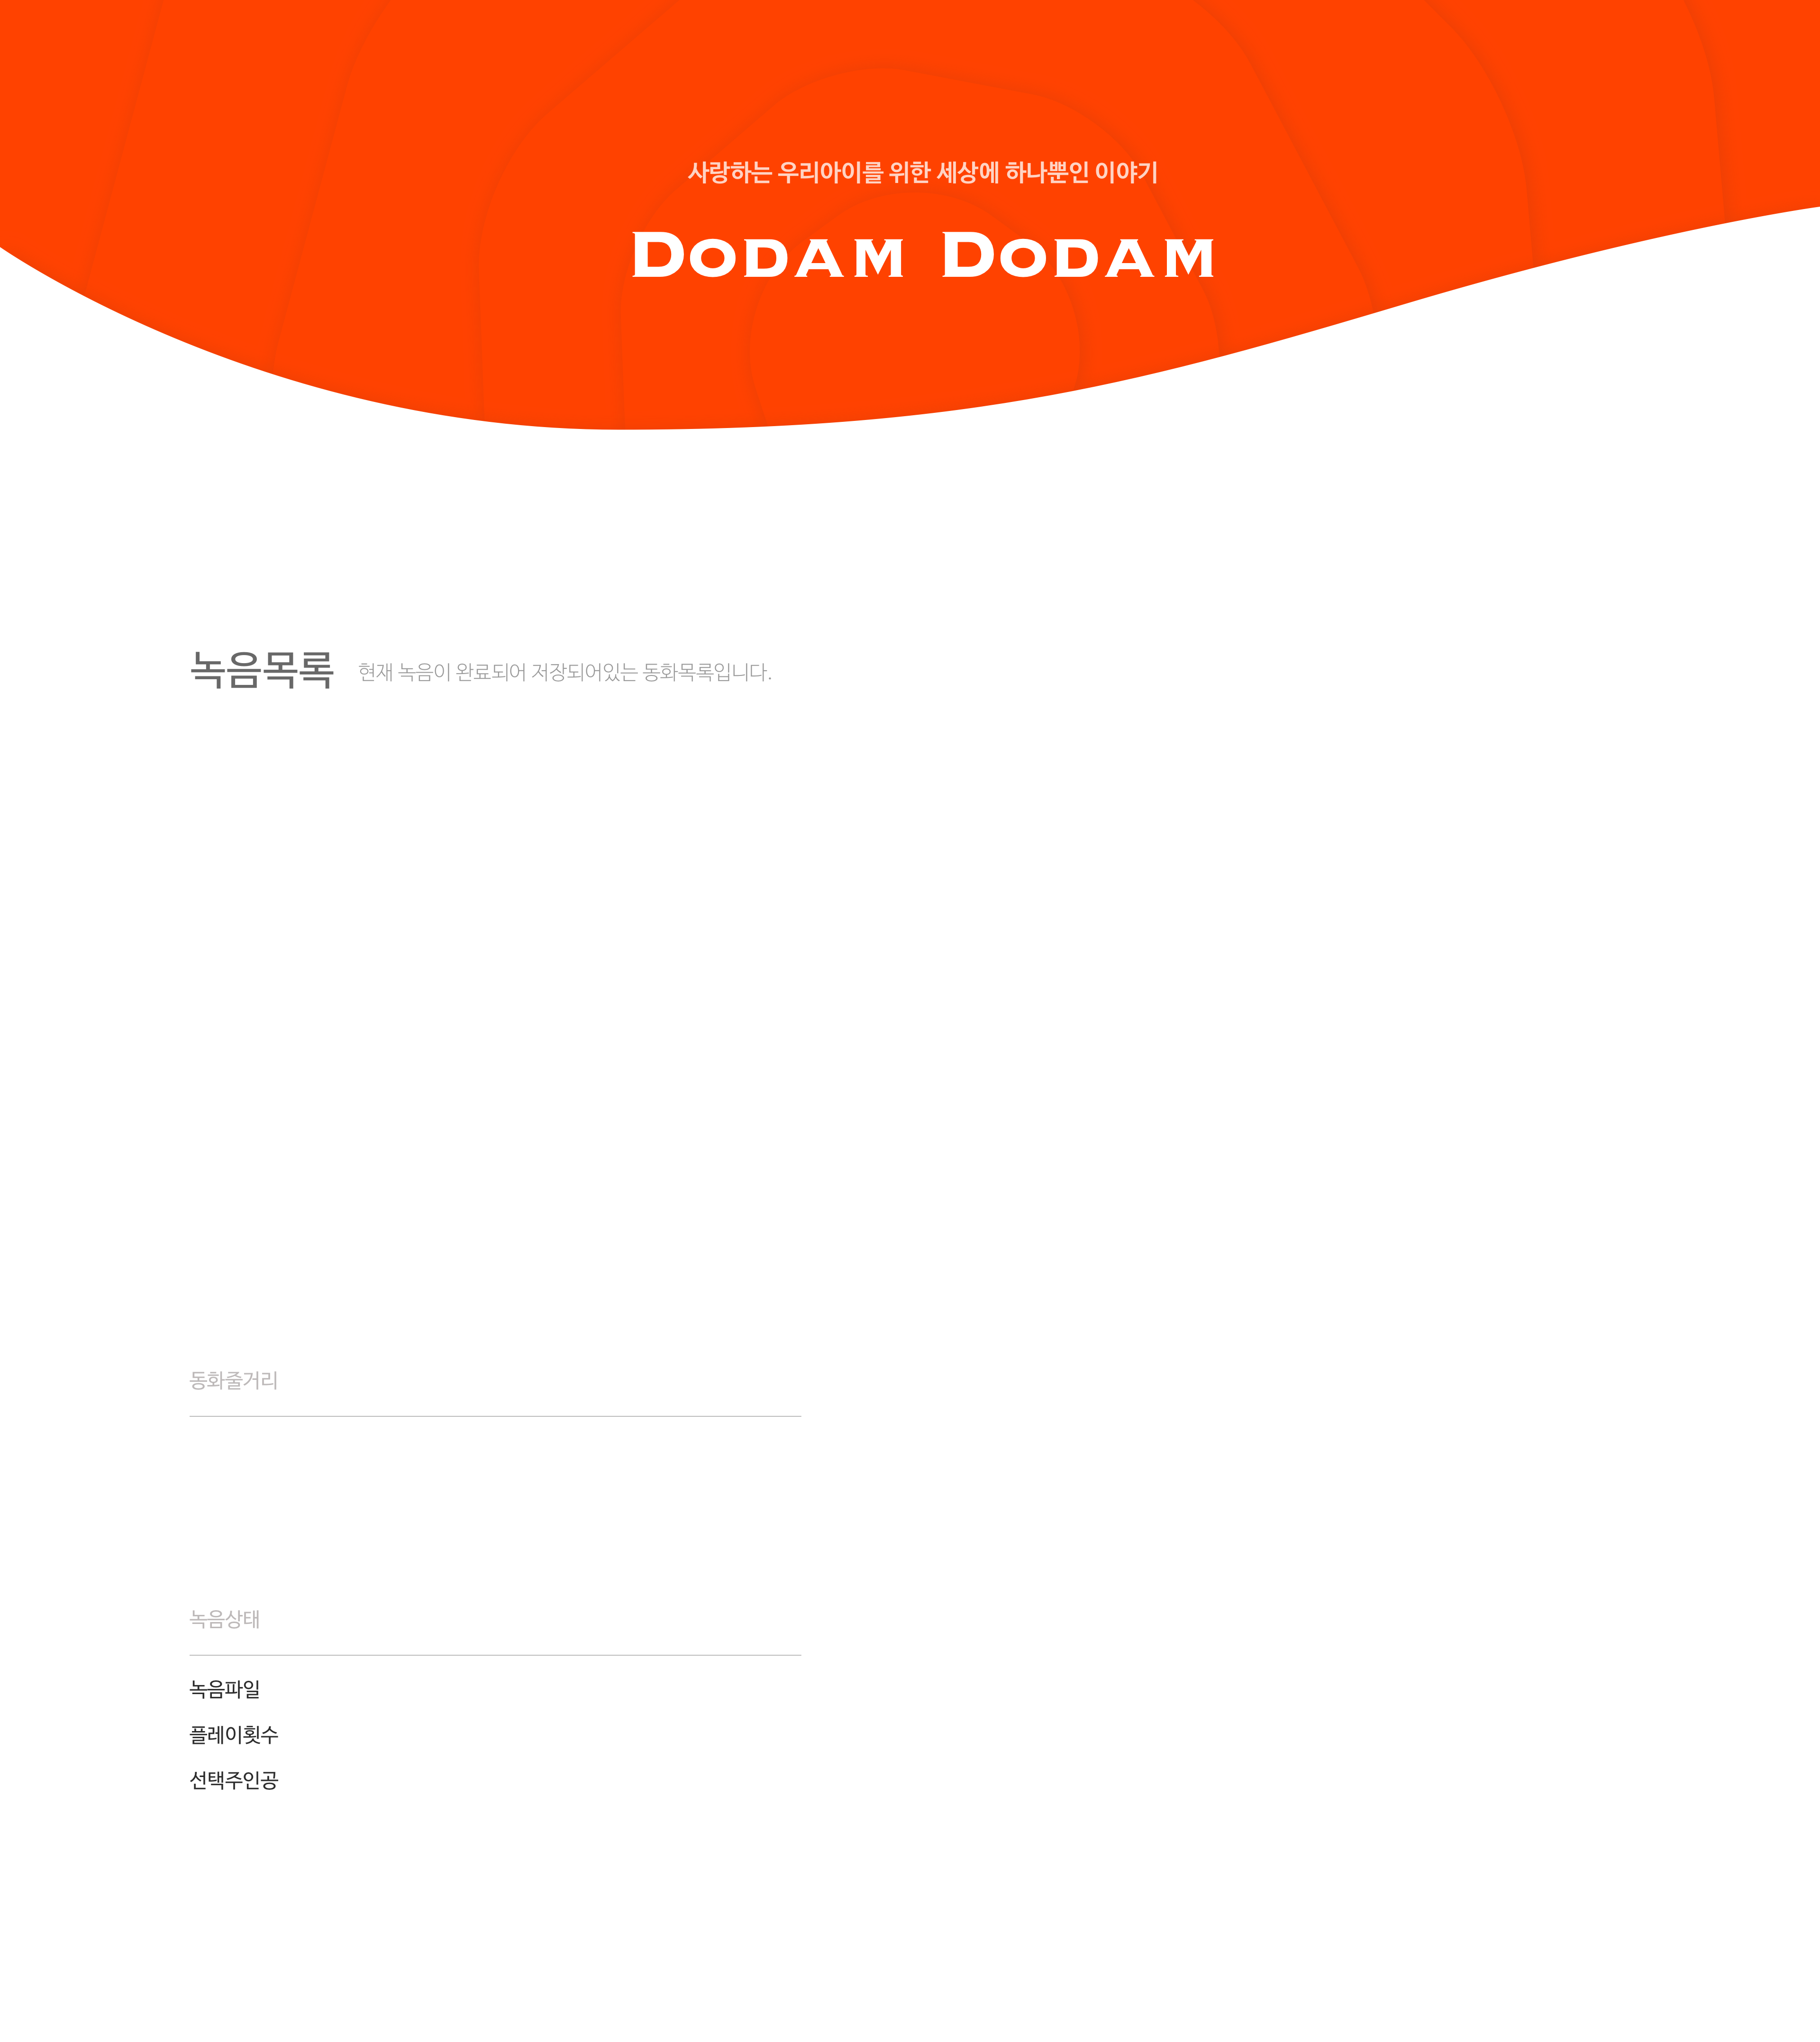 사랑하는 우리아이를 위한 세상에 하나뿐인 이야기
DODAM DODAM
녹음목록 현재 녹음이 완료되어 저장되어있는 동화목록입니다.
동화줄거리
녹음상태
녹음파일
플레이횟수
선택주인공